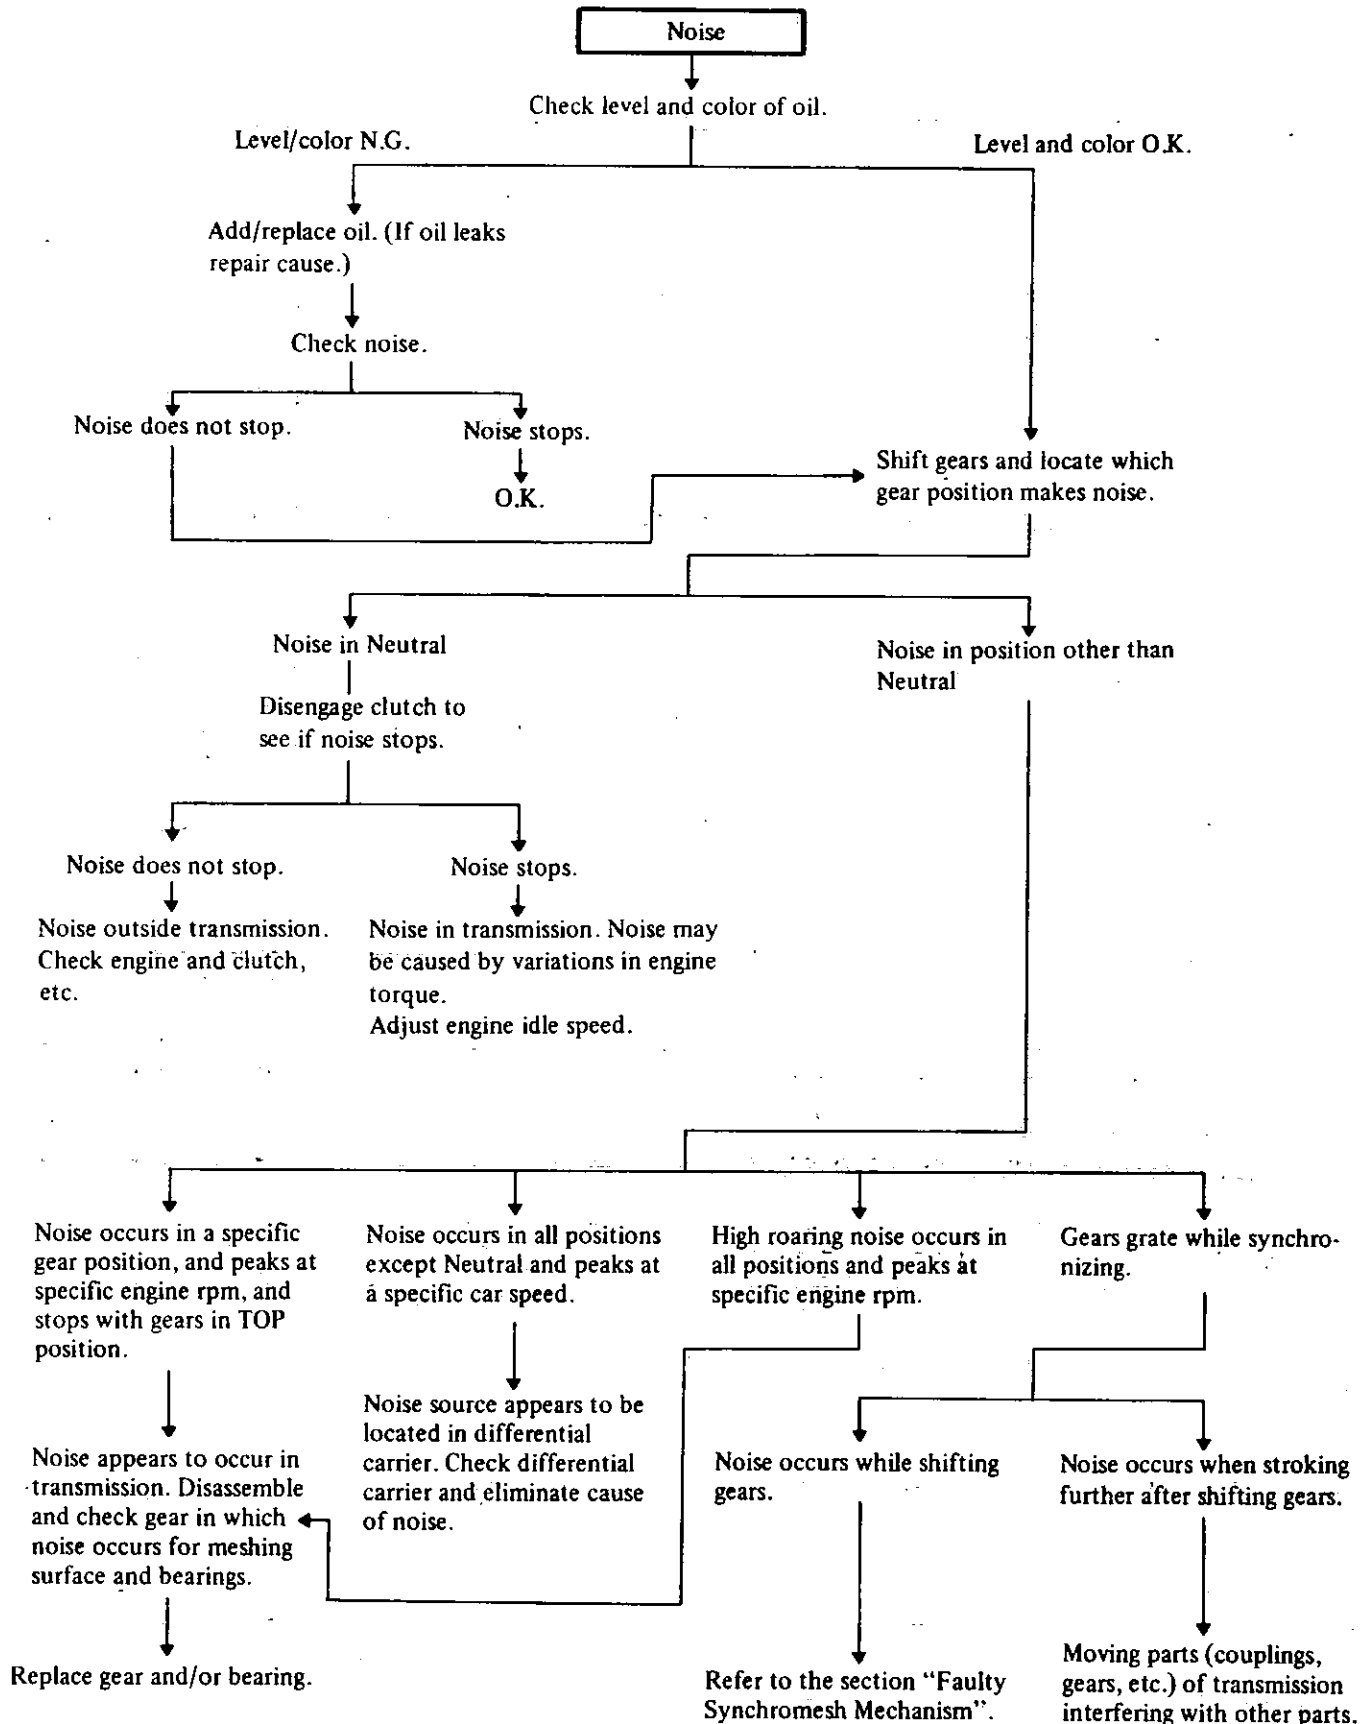 Noise
Check level and color of oil.
Level/color N.G.
Level and color O.K.
Add/replace oil. (If oil leaks
repair cause.)
Check noise.
Noise does not stop.
Noise stops.
O.K.
Shift gears and locate which
gear position makes noise.
Noise in Neutral
Noise in position other than
Neutral
Disengage clutch to
see if noise stops.
Noise does not stop.
Noise stops.
Noise outside transmission.
Check engine and clutch,
etc.
Noise in transmission. Noise may
be caused by variations in engine
torque.
Adjust engine idle speed.
Noise occurs in a specific
gear position, and peaks at
specific engine rpm, and
stops with gears in TOP
position.
Noise occurs in all positions
except Neutral and peaks at
a specific car speed.
High roaring noise occurs in
all positions and peaks at
specific engine rpm.
Gears grate while synchro-
nizing.
Noise appears to occur in
transmission. Disassemble
and check gear in which
noise occurs for meshing
surface and bearings.
Noise source appears to be
located in differential
carrier. Check differential
carrier and eliminate cause
of noise.
Noise occurs while shifting
gears.
Noise occurs when stroking
further after shifting gears.
Replace gear and/or bearing.
Refer to the section “Faulty
Synchromesh Mechanism”.
Moving parts (couplings,
gears, etc.) of transmission
interfering with other parts.